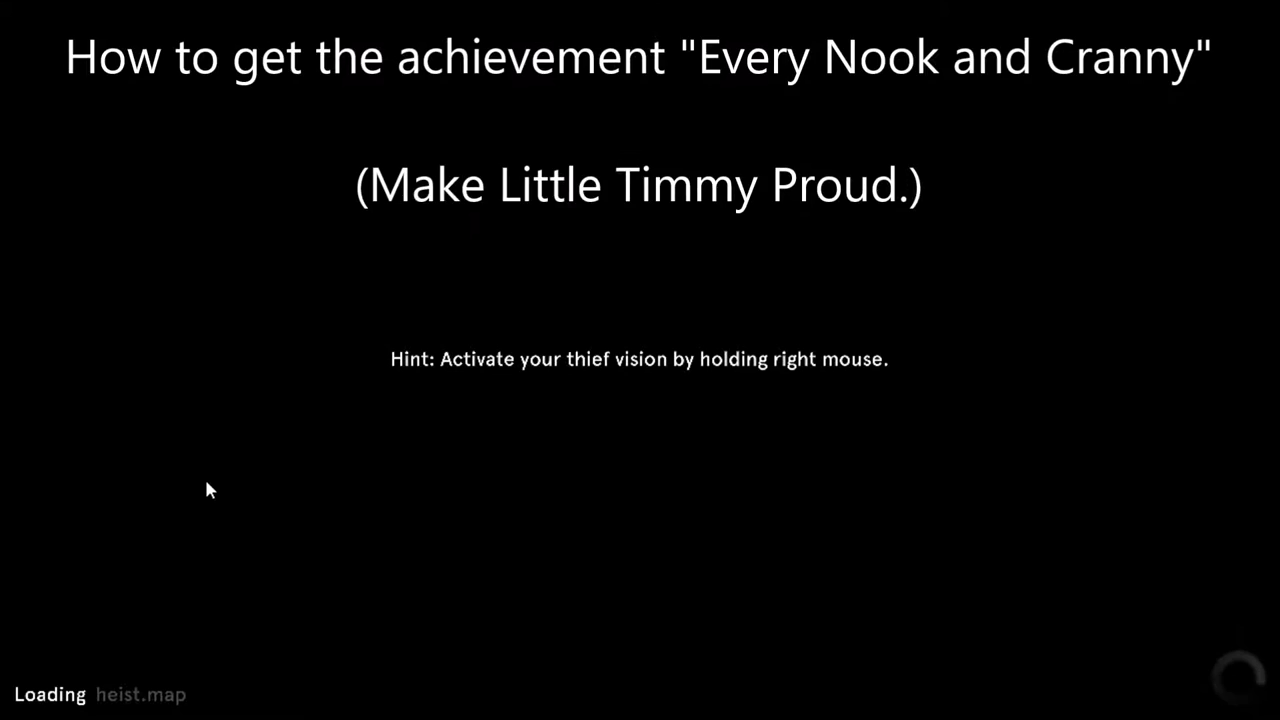 How to get the achievement "Every Nook and Cranny"
(Make Little Timmy Proud.)
Hint: Activate your thief vision by holding right mouse.
Loading heist.map